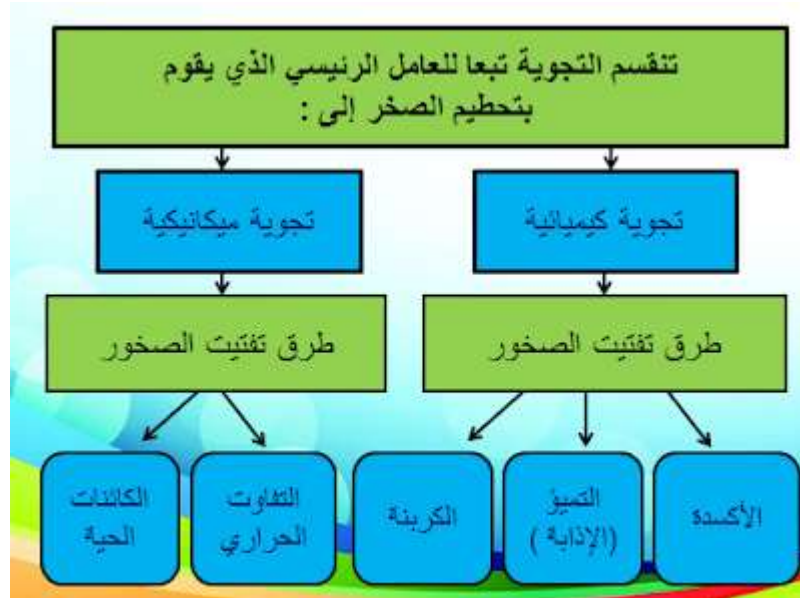 تنقسم التجوية تبعا للعامل الرئيسي الذي يقوم
بتحطيم الصخر إلى :
تجوية كيميائية
تجوية ميكانيكية
طرق تفتيت الصخور
طرق تفتيت الصخور
الأكسدة
التميؤ
(الإذابة )
الكربنة
التفاوت
الحراري
الكائنات
الحية